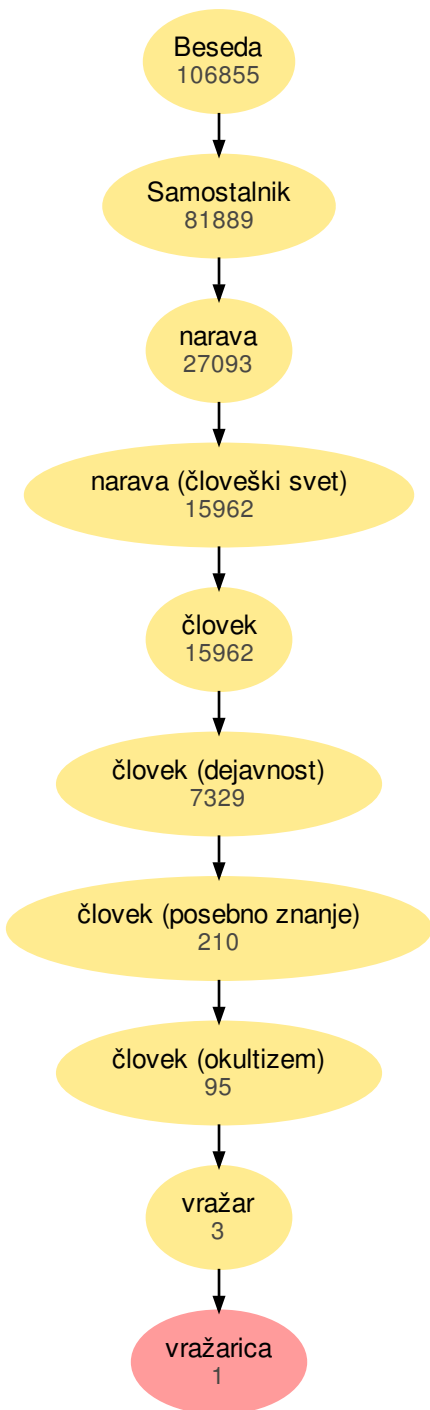 Beseda
106855
Samostalnik
81889
narava
27093
narava (človeški svet)
15962
človek
15962
človek (dejavnost)
7329
človek (posebno znanje)
210
človek (okultizem)
95
vražar
3
vražarica
1